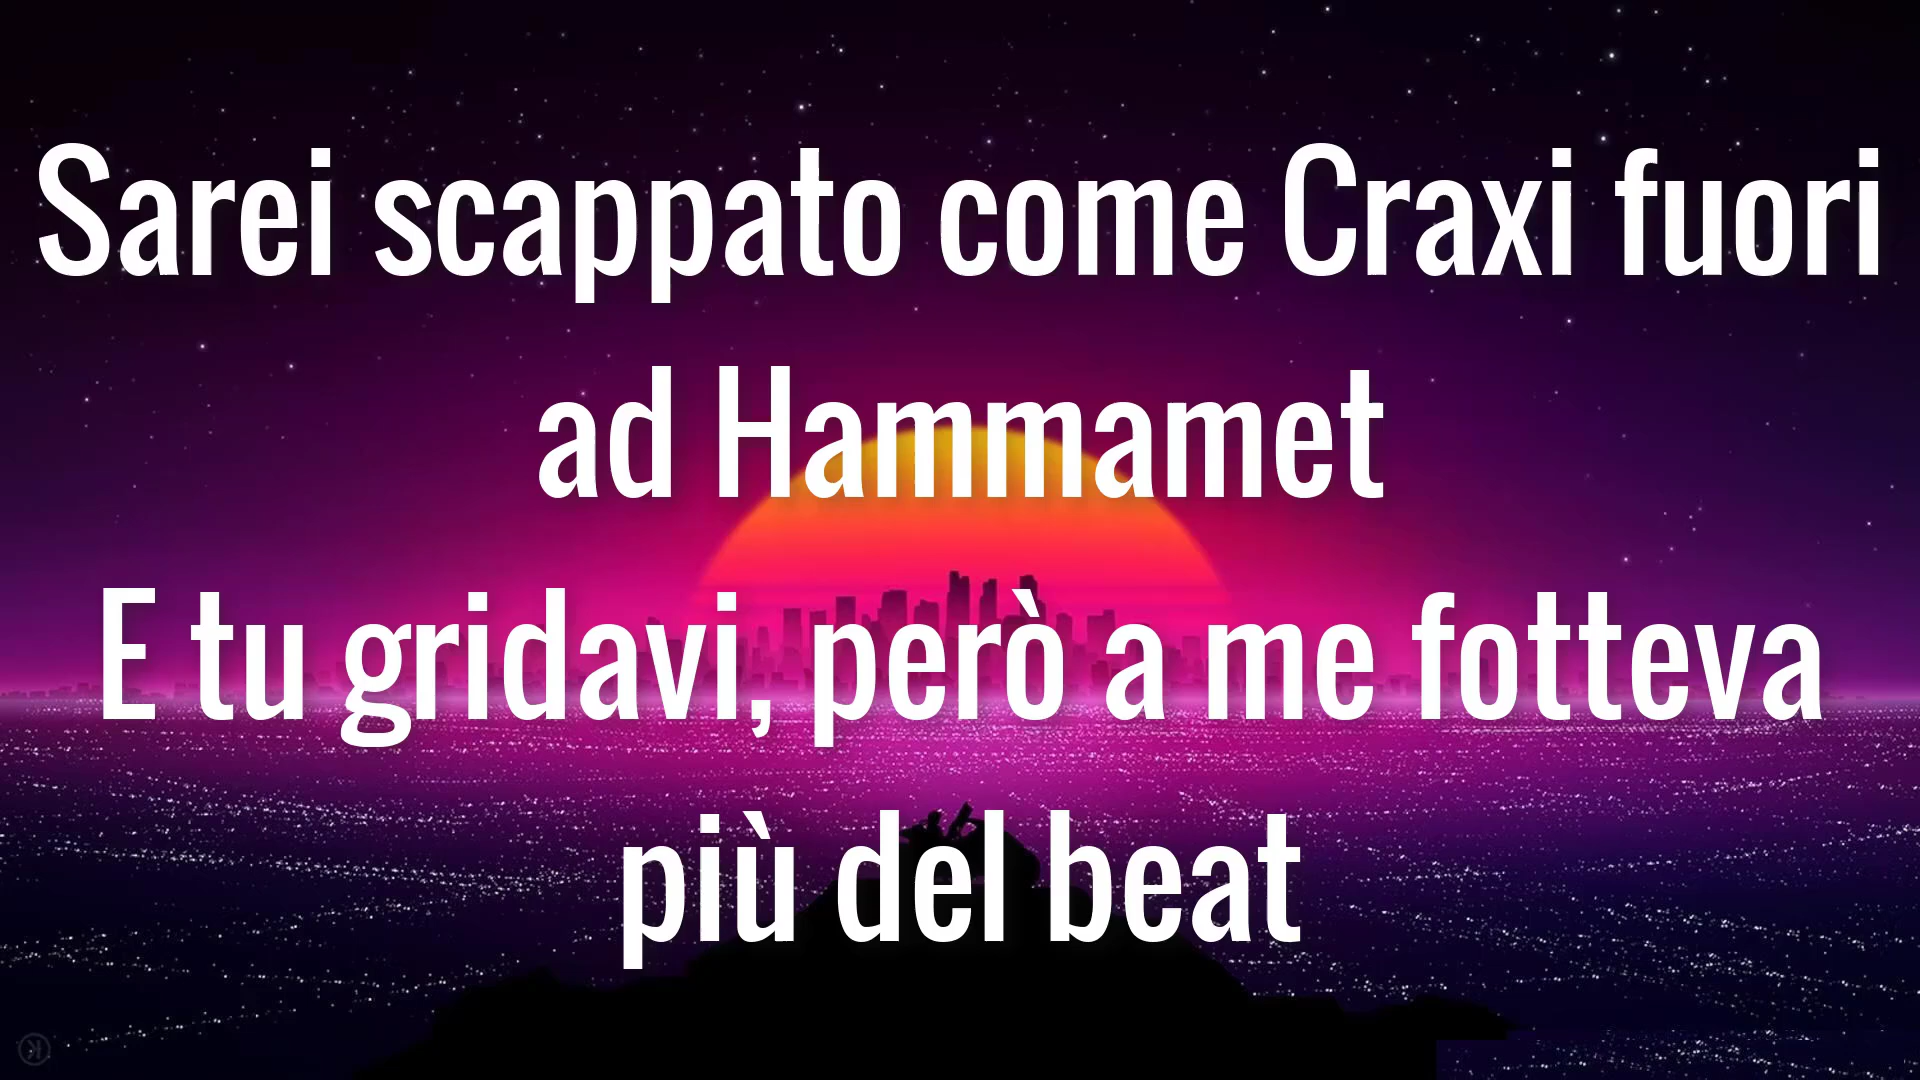 Sarei scappato come Craxi fuori
ad Hammamet
E tu gridavi, però a me fotteva
più del beat